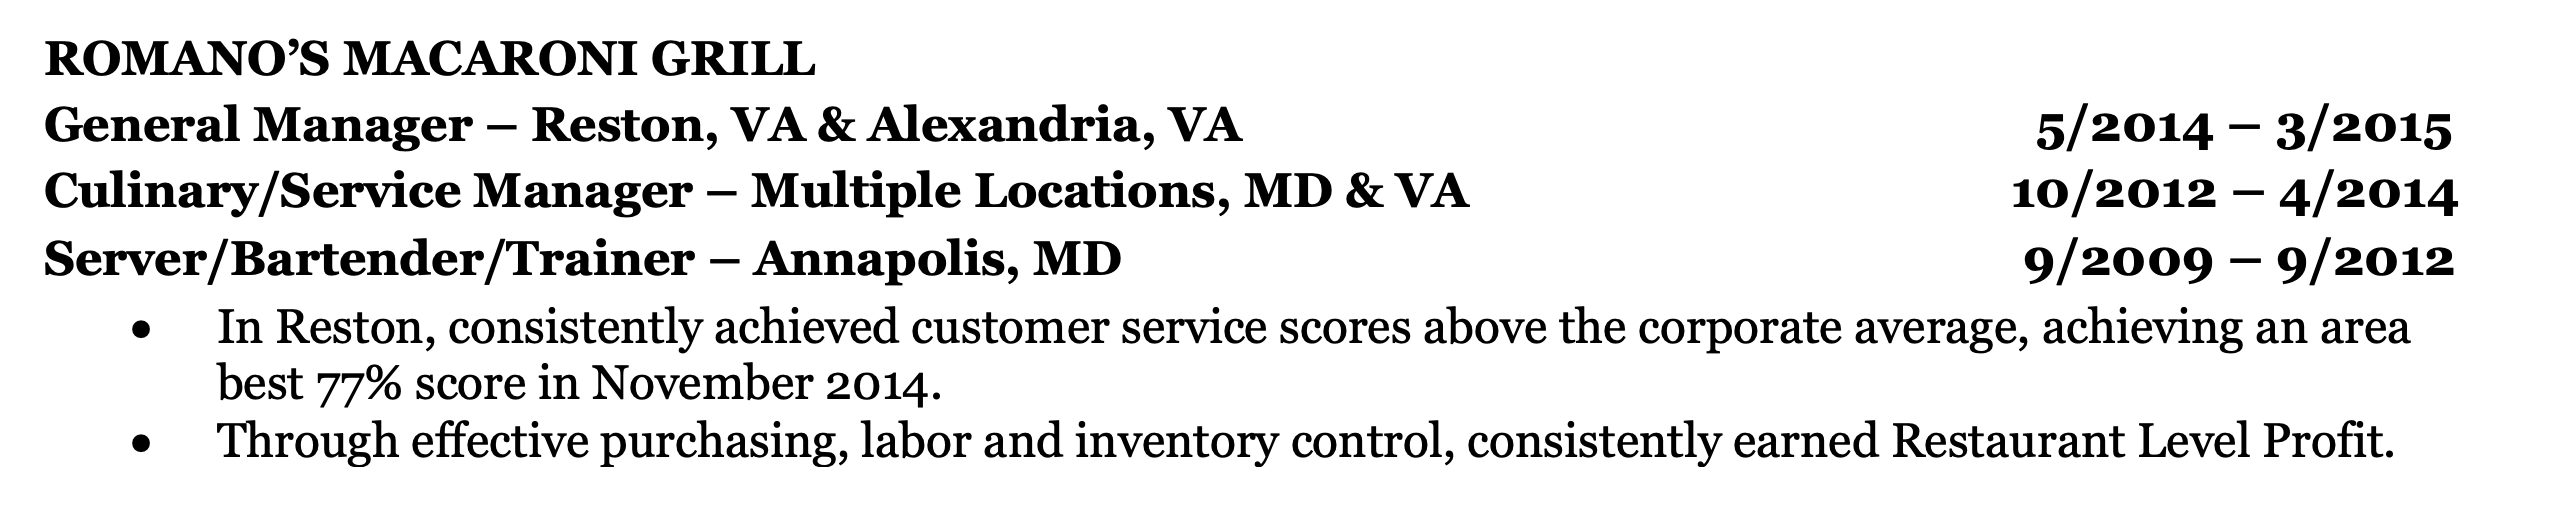 ROMANO’S MACARONI GRILL
General Manager – Reston, VA & Alexandria, VA 5/2014 – 3/2015
Culinary/Service Manager – Multiple Locations, MD & VA 10/2012 – 4/2014
Server/Bartender/Trainer – Annapolis, MD 9/2009 – 9/2012
• In Reston, consistently achieved customer service scores above the corporate average, achieving an area
best 77% score in November 2014.
• Through effective purchasing, labor and inventory control, consistently earned Restaurant Level Profit.